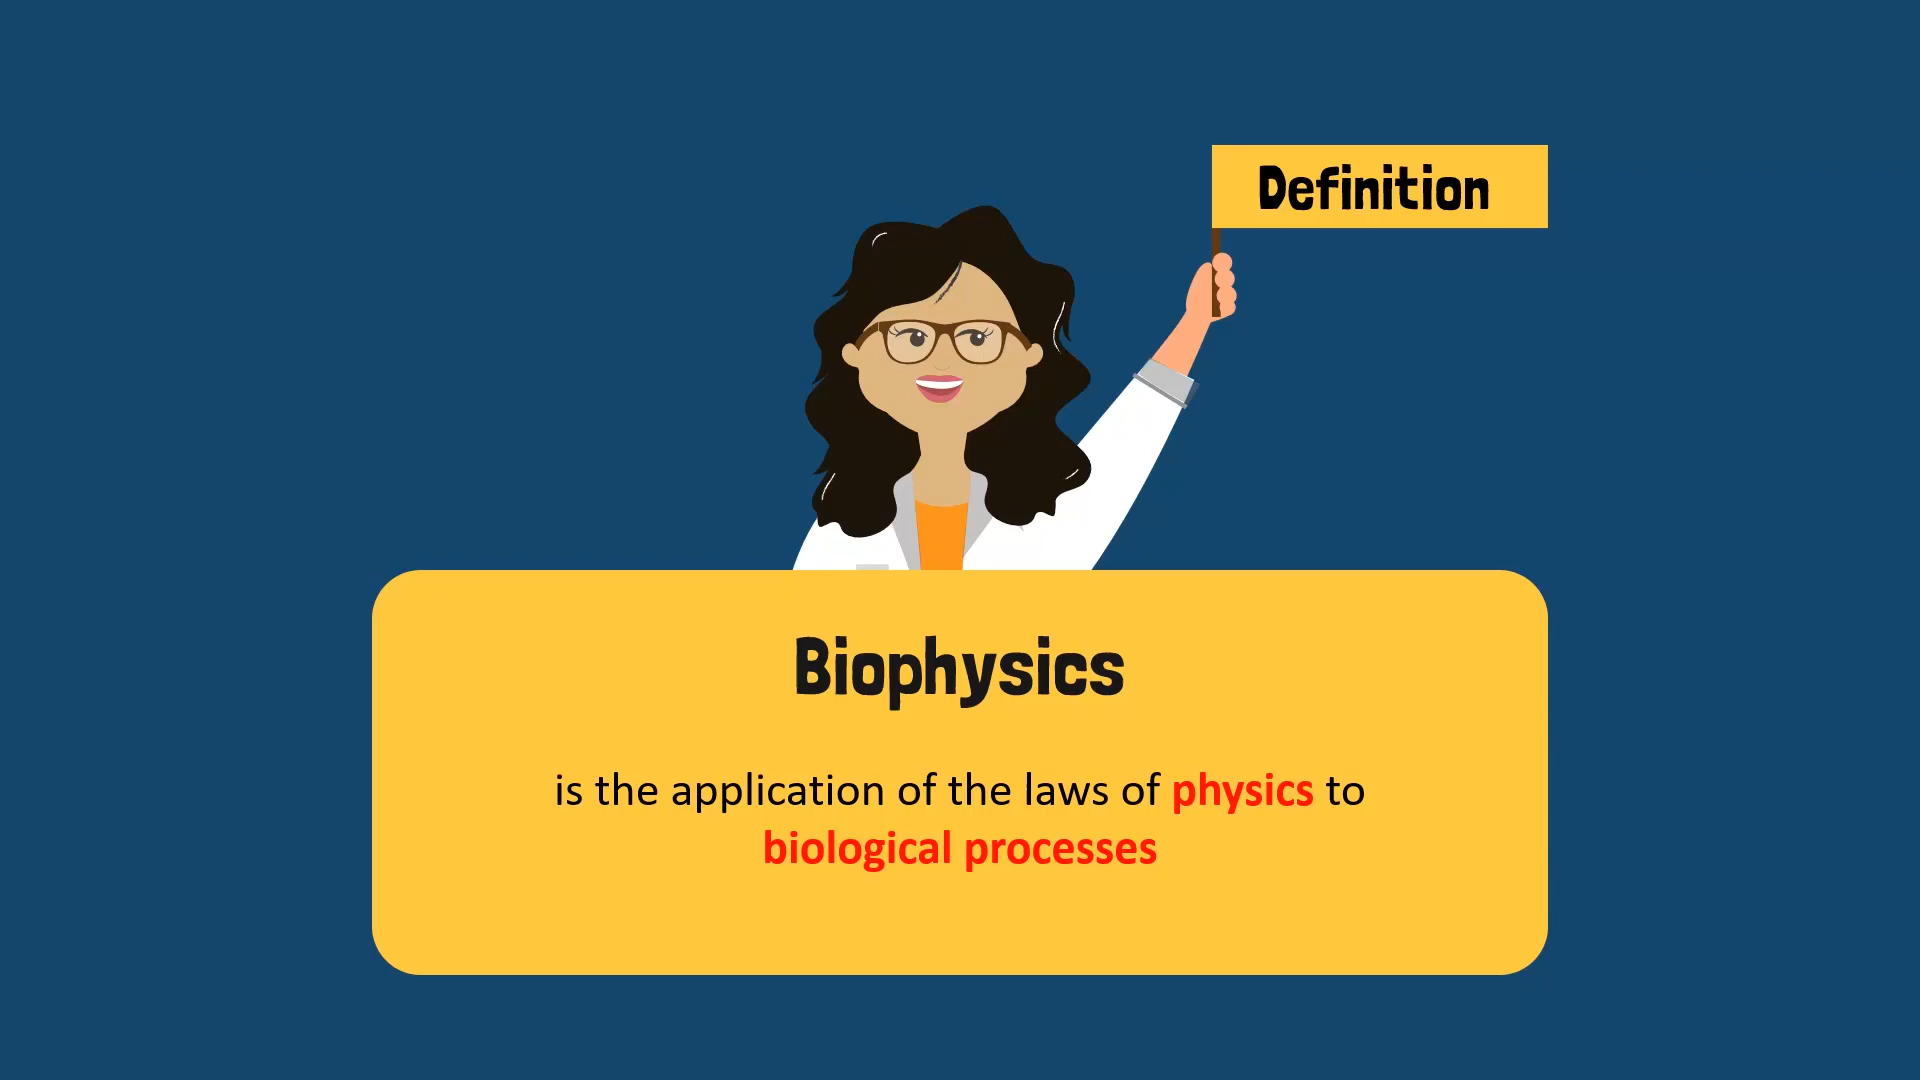 Definition
Biophysics
is the application of the laws of physics to
biological processes